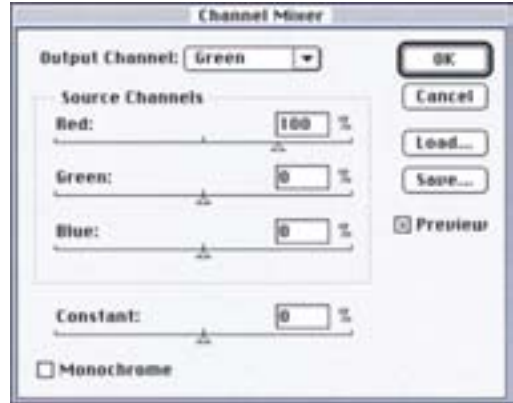 Channel Mixer
Output Channel: Green
OK
Source Channels
Cancel
Red: 100 %
Load...
Green: 0 %
Save...
Blue: 0 %
Preview
Constant: 0 %
Monochrome